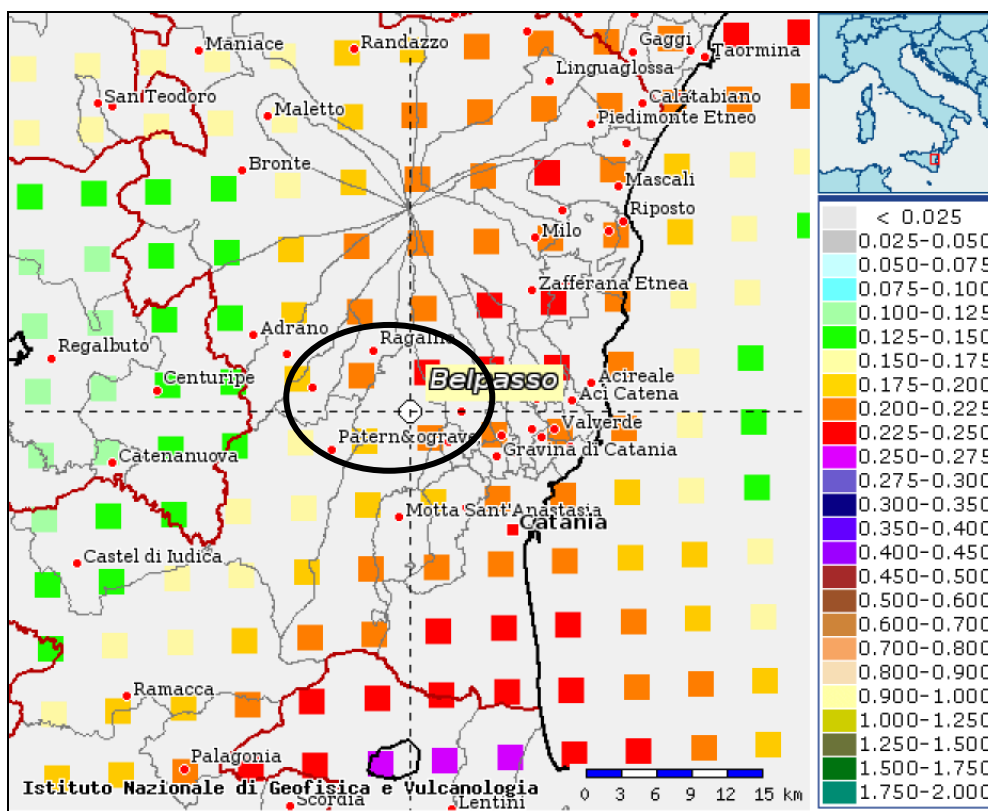 Maniace
Randazzo
Gaggi
Taormina
Linguaglossa
San Teodoro
Maletto
Calatabiano
Piedimonte Etneo
Bronte
Mascali
Riposto
Milo
Zafferana Etnea
Adrano
Ragalna
Regalbuto
Centuripe
Belpasso
Acireale
Aci Catena
Patern&ograve;
Valverde
Catenanuova
Gravina di Catania
Motta Sant'Anastasia
Catania
Castel di Iudica
Ramacca
Palagonia
Istituto Nazionale di Geofisica e Vulcanologia
Scordia
Lentini
0 3 6 9 12 15 km
< 0.025
0.025-0.050
0.050-0.075
0.075-0.100
0.100-0.125
0.125-0.150
0.150-0.175
0.175-0.200
0.200-0.225
0.225-0.250
0.250-0.275
0.275-0.300
0.300-0.350
0.350-0.400
0.400-0.450
0.450-0.500
0.500-0.600
0.600-0.700
0.700-0.800
0.800-0.900
0.900-1.000
1.000-1.250
1.250-1.500
1.500-1.750
1.750-2.000